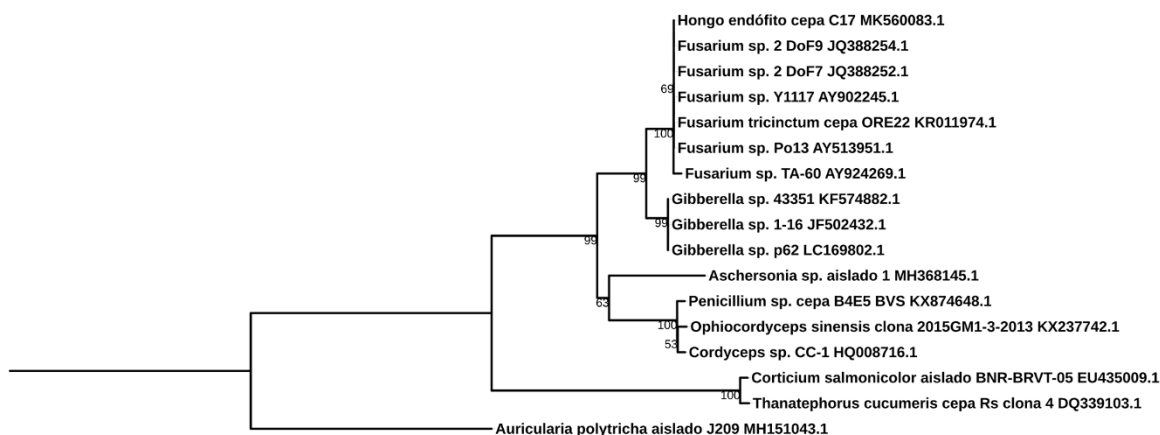 Hongo endófito cepa C17 MK560083.1
Fusarium sp. 2 DoF9 JQ388254.1
Fusarium sp. 2 DoF7 JQ388252.1
69
Fusarium sp. Y1117 AY902245.1
Fusarium tricinctum cepa ORE22 KR011974.1
100
Fusarium sp. Po13 AY513951.1
Fusarium sp. TA-60 AY924269.1
99
Gibberella sp. 43351 KF574882.1
Gibberella sp. 1-16 JF502432.1
99
Gibberella sp. p62 LC169802.1
99
Aschersonia sp. aislado 1 MH368145.1
Penicillium sp. cepa B4E5 BVS KX874648.1
63
Ophiocordyceps sinensis clona 2015GM1-3-2013 KX237742.1
100
53
Cordyceps sp. CC-1 HQ008716.1
Corticium salmonicolor aislado BNR-BRVT-05 EU435009.1
100
Thanatephorus cucumeris cepa Rs clona 4 DQ339103.1
Auricularia polytricha aislado J209 MH151043.1